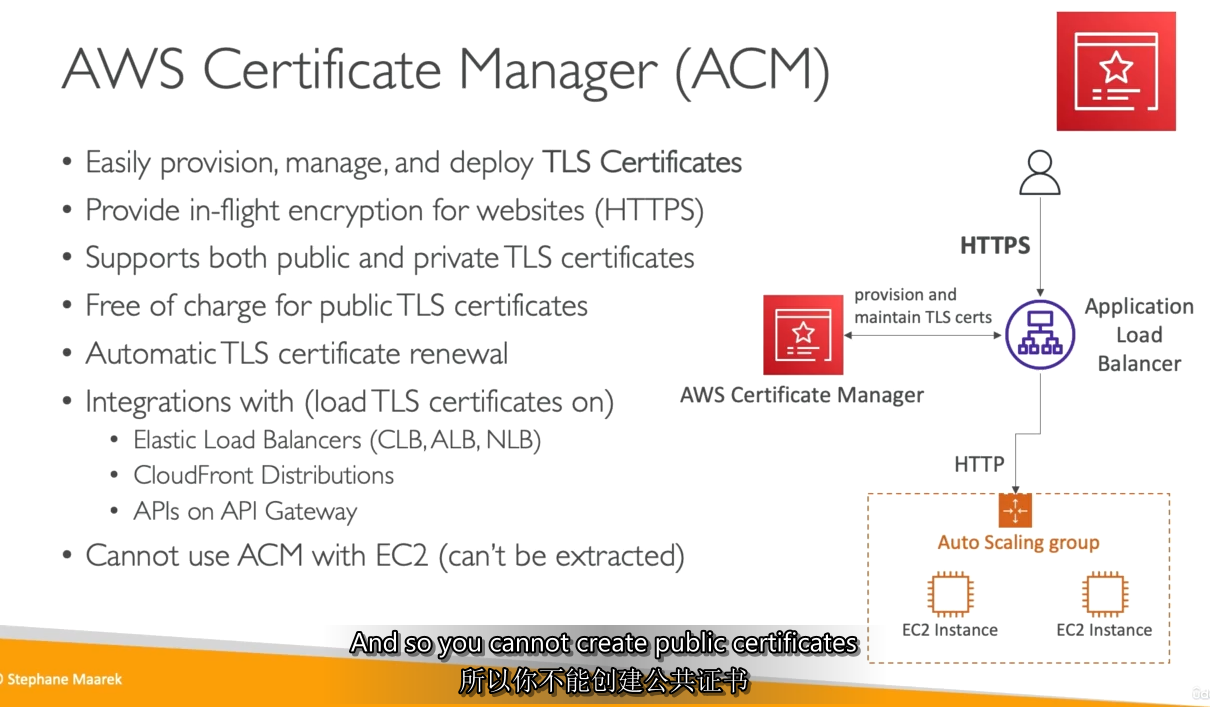 AWS Certificate Manager (ACM)
• Easily provision, manage, and deploy TLS Certificates
• Provide in-flight encryption for websites (HTTPS)
• Supports both public and private TLS certificates
• Free of charge for public TLS certificates
• Automatic TLS certificate renewal
• Integrations with (load TLS certificates on)
• Elastic Load Balancers (CLB, ALB, NLB)
• CloudFront Distributions
• APIs on API Gateway
• Cannot use ACM with EC2 (can't be extracted)
HTTPS
provision and
maintain TLS certs
Application
Load
Balancer
AWS Certificate Manager
HTTP
Auto Scaling group
EC2 Instance
EC2 Instance
And so you cannot create public certificates
所以你不能创建公共证书
© Stephane Maarek